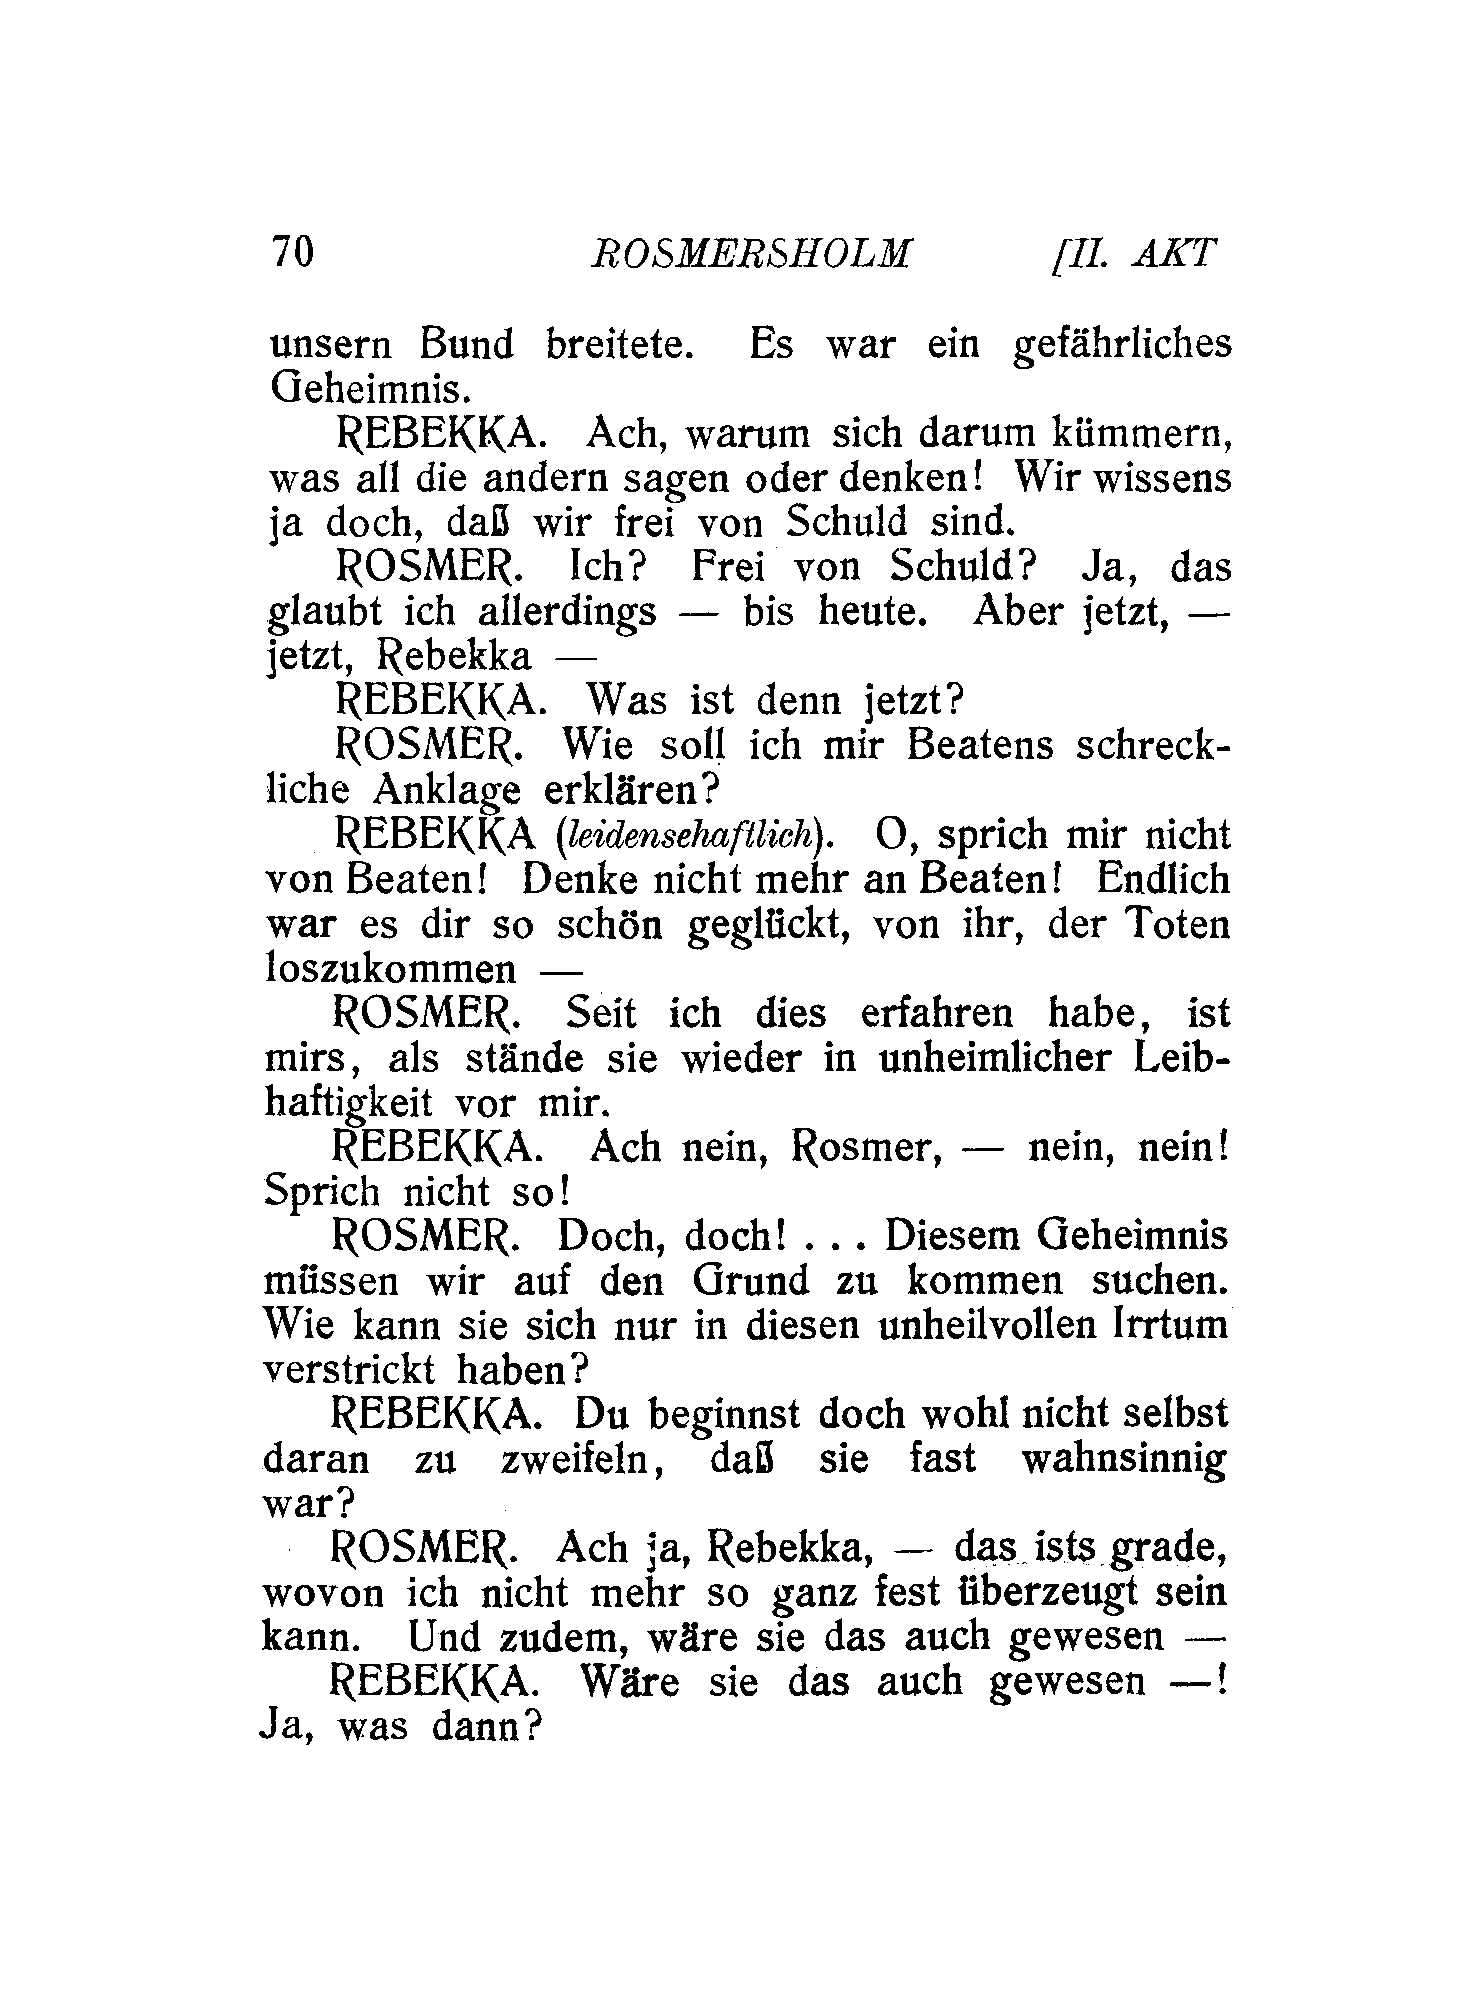 70 ROSMERSHOLM [II. AKT
unsern Bund breitete. Es war ein gefährliches
Geheimnis.
REBEKKA. Ach, warum sich darum kümmern,
was all die andern sagen oder denken! Wir wissens
ja doch, daß wir frei von Schuld sind.
ROSMER. Ich? Frei von Schuld? Ja, das
glaubt ich allerdings — bis heute. Aber jetzt, —
jetzt, Rebekka —
REBEKKA. Was ist denn jetzt?
ROSMER. Wie soll ich mir Beatens schreck-
liche Anklage erklären?
REBEKKA (leidensehaftlich). O, sprich mir nicht
von Beaten! Denke nicht mehr an Beaten! Endlich
war es dir so schön geglückt, von ihr, der Toten
loszukommen —
ROSMER. Seit ich dies erfahren habe, ist
mirs, als stände sie wieder in unheimlicher Leib-
haftigkeit vor mir.
REBEKKA. Ach nein, Rosmer, — nein, nein!
Sprich nicht so!
ROSMER. Doch, doch! . . . Diesem Geheimnis
müssen wir auf den Grund zu kommen suchen.
Wie kann sie sich nur in diesen unheilvollen Irrtum
verstrickt haben?
REBEKKA. Du beginnst doch wohl nicht selbst
daran zu zweifeln, daß sie fast wahnsinnig
war?
ROSMER. Ach ja, Rebekka, — das ists grade,
wovon ich nicht mehr so ganz fest überzeugt sein
kann. Und zudem, wäre sie das auch gewesen —
REBEKKA. Wäre sie das auch gewesen —!
Ja, was dann?